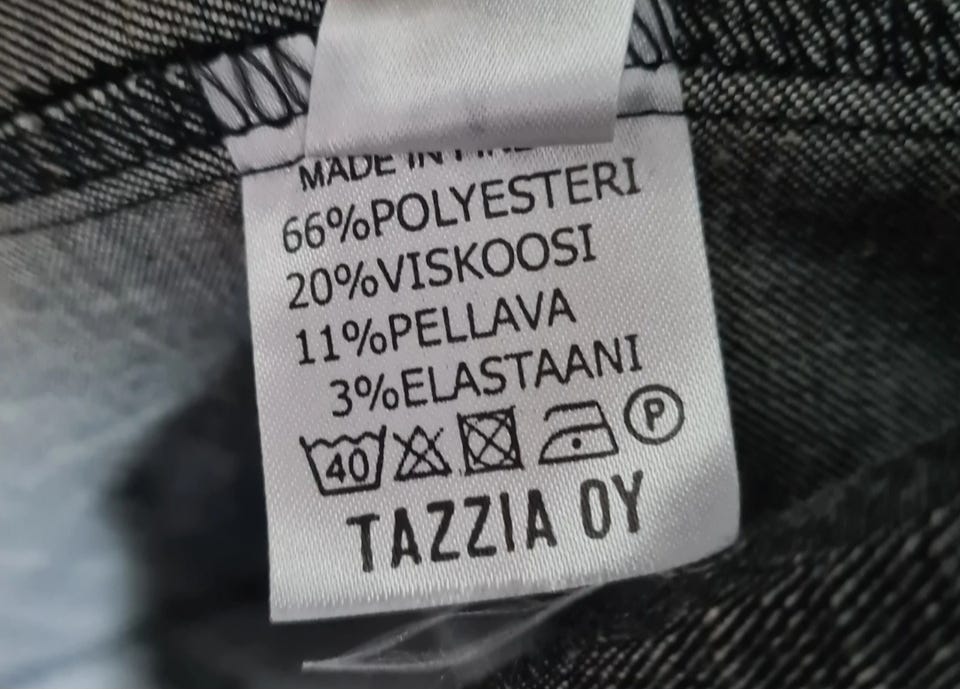 MADE IN
66%POLYESTERI
20%VISKOOSI
11%PELLAVA
3%ELASTAANI
40 P
TAZZIA OY